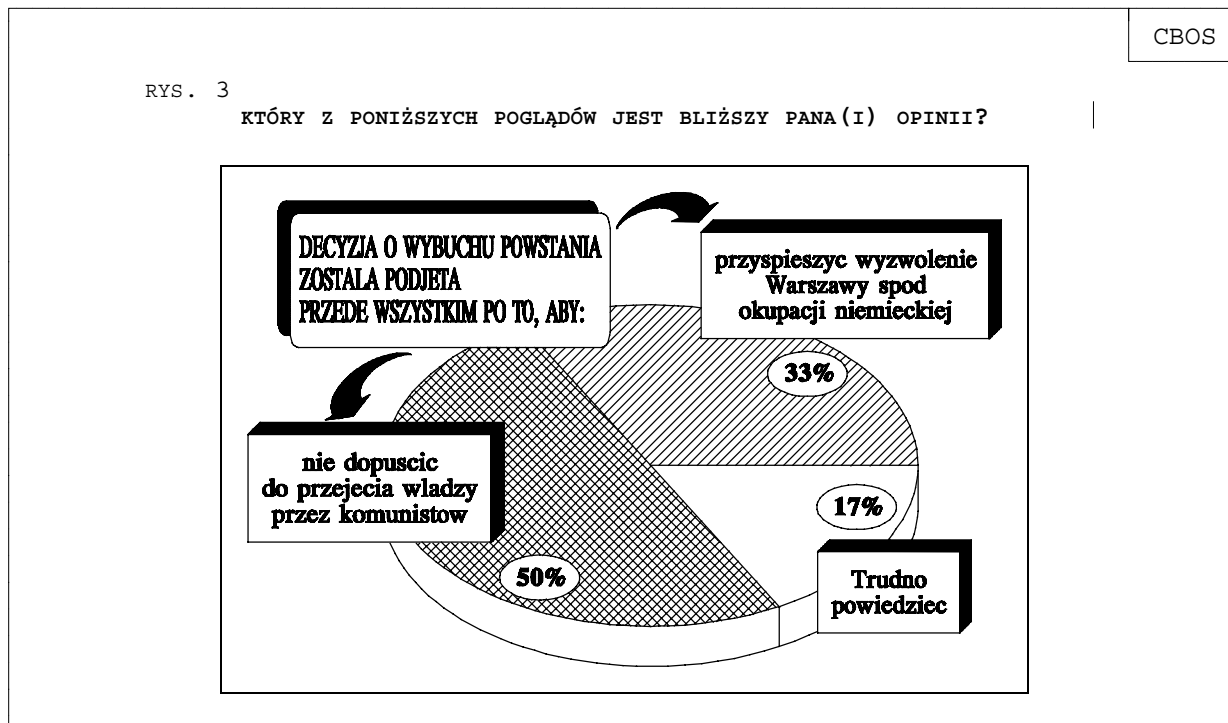 CBOS
RYS. 3
KTÓRY Z PONIŻSZYCH POGLĄDÓW JEST BLIŻSZY PANA(I) OPINII?
DECYZJA O WYBUCHU POWSTANIA
ZOSTALA PODJETA
PRZEDE WSZYSTKIM PO TO, ABY:
przyspieszyc wyzwolenie
Warszawy spod
okupacji niemieckiej
33%
nie dopuscic
do przejecia wladzy
przez komunistow
17%
50%
Trudno
powiedziec